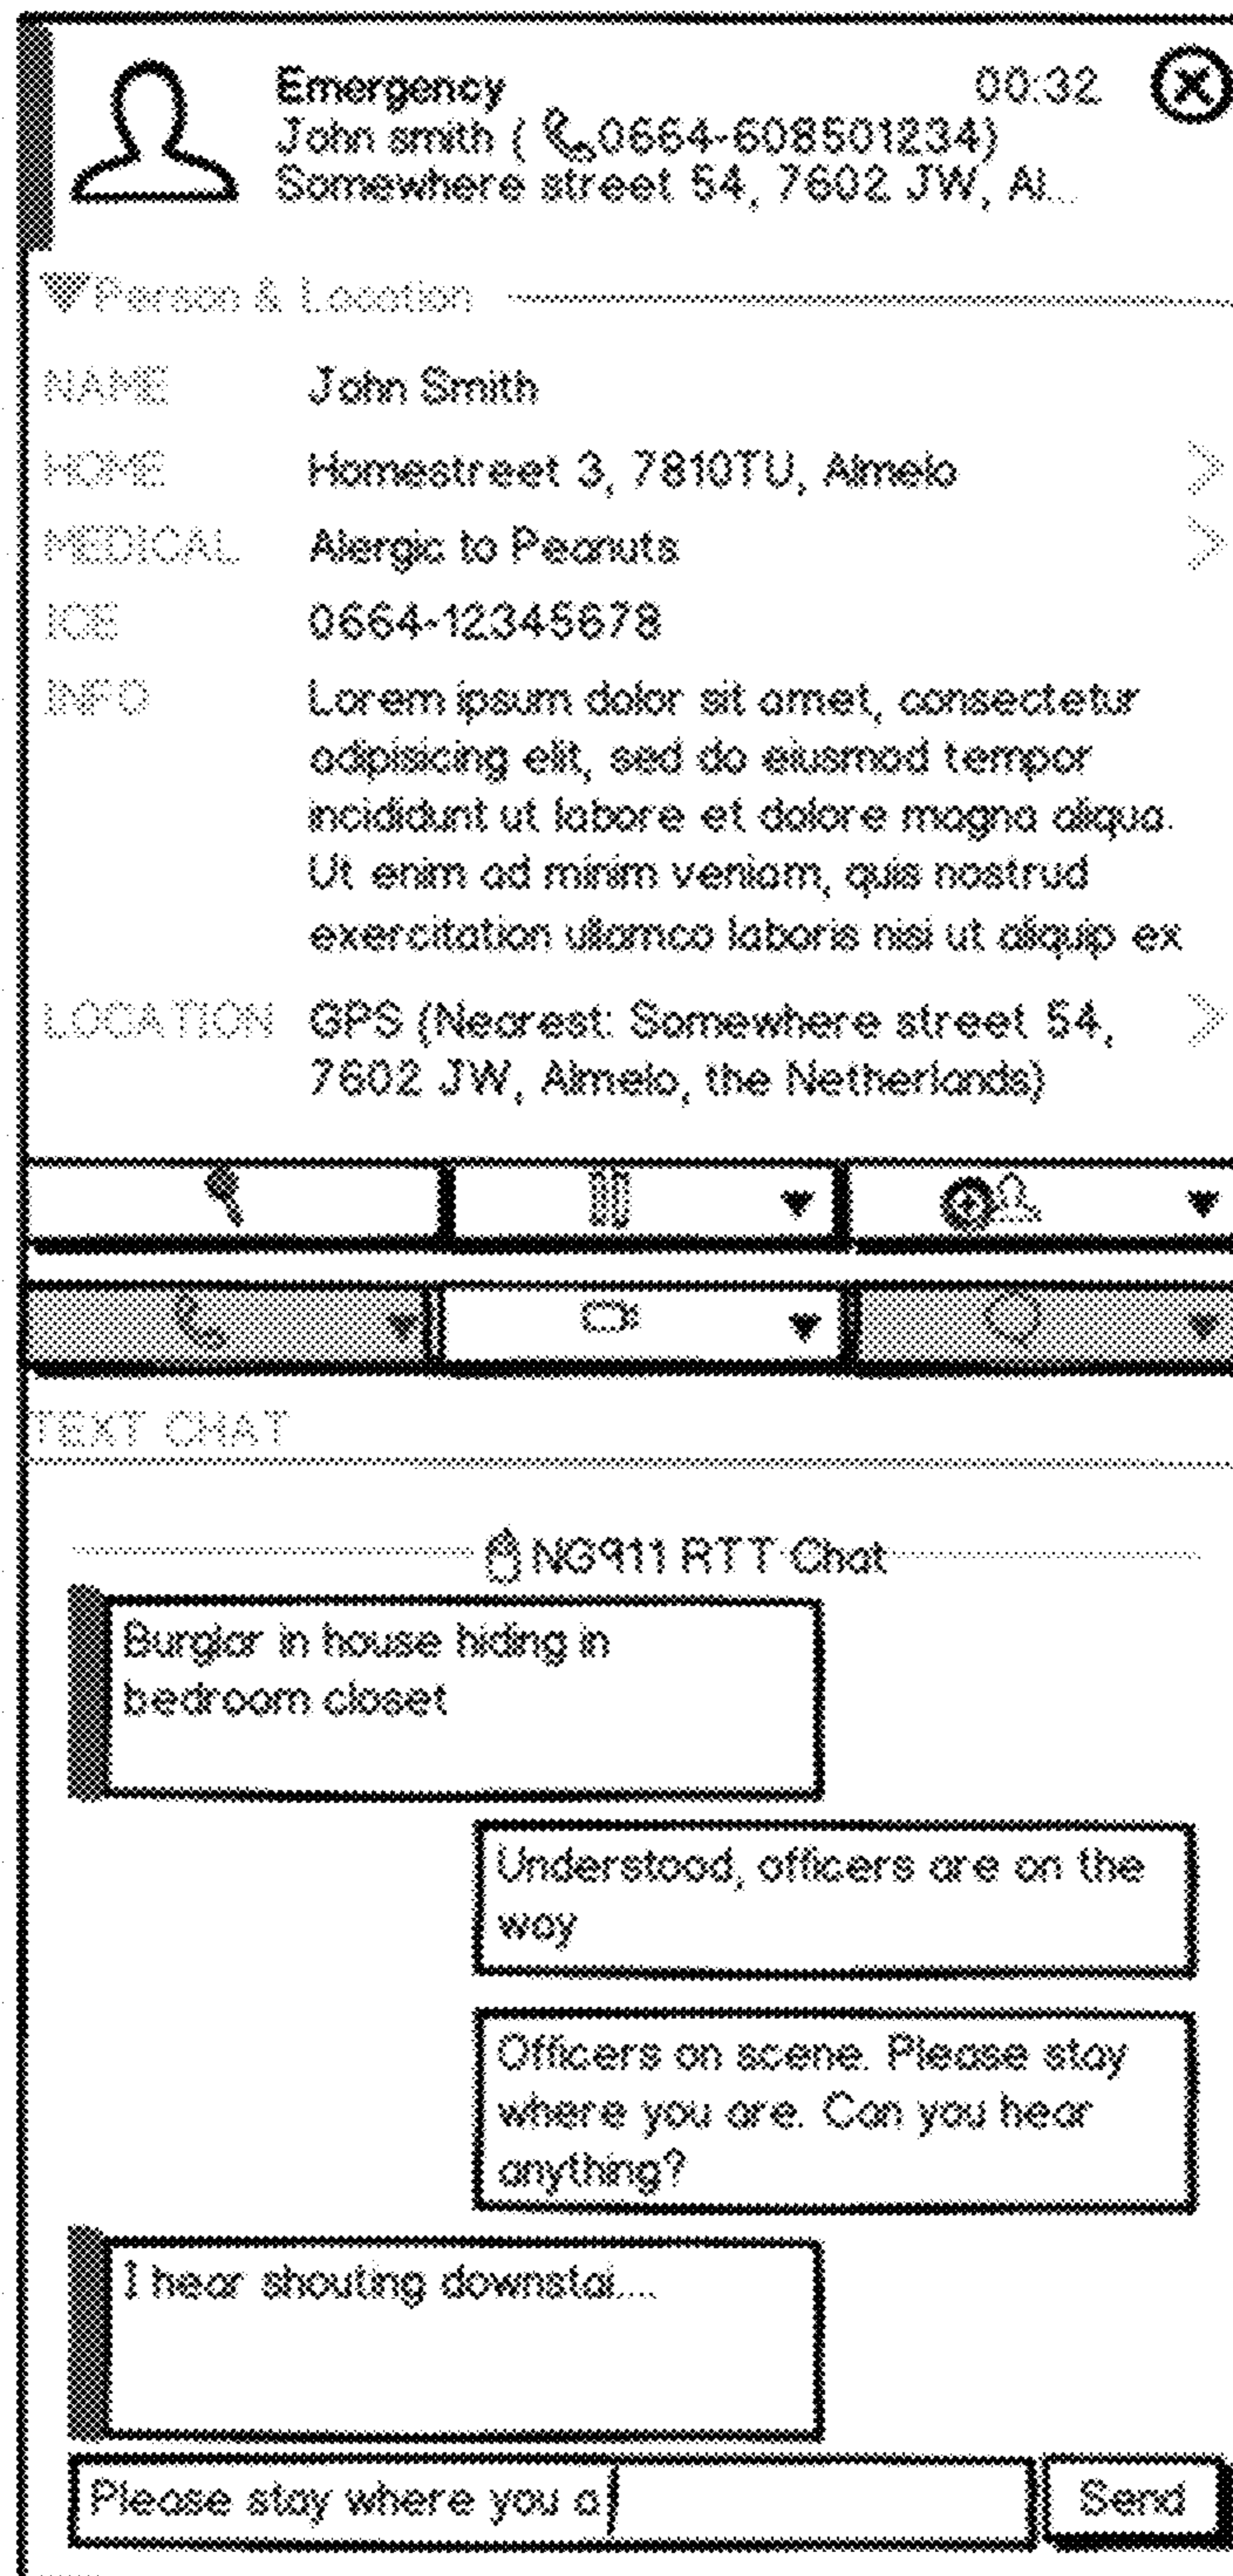 Emergency 00:32
John smith ( 0664-608501234)
Somewhere street 54, 7602 JW, Al...
Person & Location
NAME John Smith
HOME Homestreet 3, 7810TU, Almelo
MEDICAL Alergic to Peanuts
ICE 0664-12345678
INFO Lorem ipsum dolor sit amet, consectetur
adipisicing elit, sed do eiusmod tempor
incididunt ut labore et dolore magna aliqua.
Ut enim ad minim veniam, quis nostrud
exercitation ullamco laboris nisi ut aliquip ex
LOCATION GPS (Nearest: Somewhere street 54,
7602 JW, Almelo, the Netherlands)
TEXT CHAT
NG911 RTT Chat
Burglar in house hiding in
bedroom closet
Understood, officers are on the
way
Officers on scene. Please stay
where you are. Can you hear
anything?
I hear shouting downstai....
Please stay where you a
Send